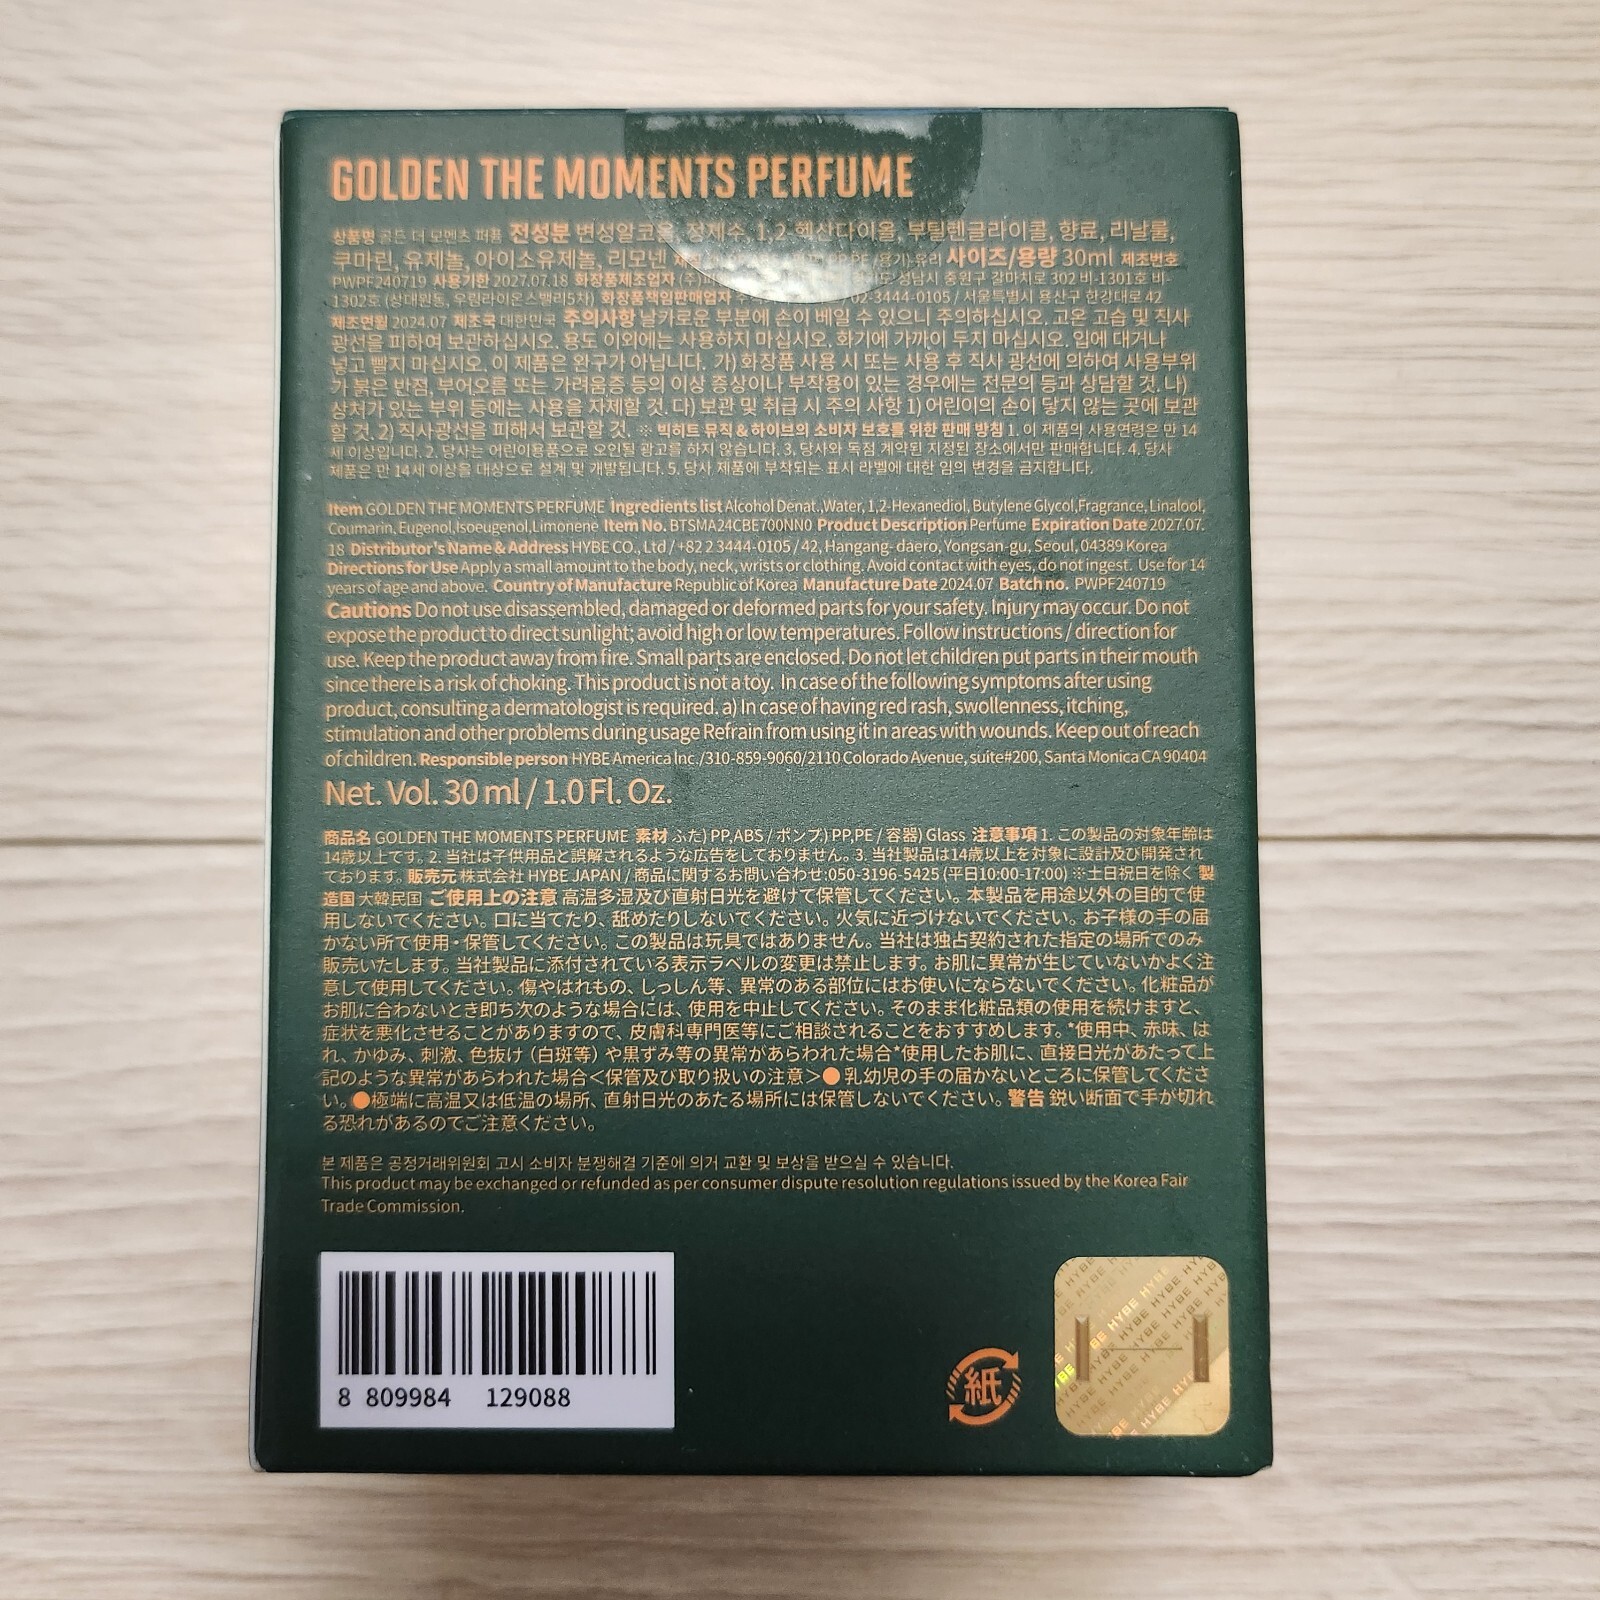 GOLDEN THE MOMENTS PERFUME
상품명 골든 더 모멘츠 퍼퓸 전성분 변성알코올, 정제수, 1,2-헥산다이올, 부틸렌글라이콜, 향료, 리날룰,
쿠마린, 유제놀, 아이소유제놀, 리모넨 PP,PE /용기)-유리 사이즈/용량 30ml 제조번호
PWPF240719 사용기한 2027.07.18 화장품제조업자 성남시 중원구 갈마치로 302 비-1301호 비-
1302호 (상대원동, 우림라이온스밸리5차) 화장품책임판매업자 02-3444-0105 / 서울특별시 용산구 한강대로 42
제조연월 2024.07 제조국 대한민국 주의사항 날카로운 부분에 손이 베일 수 있으니 주의하십시오. 고온 고습 및 직사
광선을 피하여 보관하십시오. 용도 이외에는 사용하지 마십시오. 화기에 가까이 두지 마십시오. 입에 대거나
넣고 빨지 마십시오. 이 제품은 완구가 아닙니다. 가) 화장품 사용 시 또는 사용 후 직사 광선에 의하여 사용부위
가 붉은 반점, 부어오름 또는 가려움증 등의 이상 증상이나 부작용이 있는 경우에는 전문의 등과 상담할 것. 나)
상처가 있는 부위 등에는 사용을 자제할 것. 다) 보관 및 취급 시 주의 사항 1) 어린이의 손이 닿지 않는 곳에 보관
할 것. 2) 직사광선을 피해서 보관할 것. ※ 빅히트 뮤직 & 하이브의 소비자 보호를 위한 판매 방침 1. 이 제품의 사용연령은 만 14
세 이상입니다. 2. 당사는 어린이용품으로 오인될 광고를 하지 않습니다. 3, 당사와 독점 계약된 지정된 장소에서만 판매합니다. 4. 당사
제품은 만 14세 이상을 대상으로 설계 및 개발됩니다. 5. 당사 제품에 부착되는 표시 라벨에 대한 임의 변경을 금지합니다.
Item GOLDEN THE MOMENTS PERFUME Ingredients list Alcohol Denat.,Water, 1,2-Hexanediol, Butylene Glycol,Fragrance, Linalool,
Coumarin, Eugenol,Isoeugenol,Limonene Item No. BTSMA24CBE700NN0 Product Description Perfume Expiration Date 2027.07.
18 Distributor's Name & Address HYBE CO., Ltd / +82 2 3444-0105 / 42, Hangang- daero, Yongsan-gu, Seoul, 04389 Korea
Directions for Use Apply a small amount to the body, neck, wrists or clothing. Avoid contact with eyes, do not ingest. Use for 14
years of age and above. Country of Manufacture Republic of Korea Manufacture Date 2024.07 Batch no. PWPF240719
Cautions Do not use disassembled, damaged or deformed parts for your safety. Injury may occur. Do not
expose the product to direct sunlight; avoid high or low temperatures. Follow instructions / direction for
use. Keep the product away from fire. Small parts are enclosed. Do not let children put parts in their mouth
since there is a risk of choking. This product is not a toy. In case of the following symptoms after using
product, consulting a dermatologist is required. a) In case of having red rash, swollenness, itching,
stimulation and other problems during usage Refrain from using it in areas with wounds. Keep out of reach
of children. Responsible person HYBE America Inc./310-859-9060/2110 Colorado Avenue, suite#200, Santa Monica CA 90404
Net. Vol. 30 ml / 1.0 Fl. Oz.
商品名 GOLDEN THE MOMENTS PERFUME 素材 ふた) PP,ABS / ポンプ) PP,PE / 容器) Glass 注意事項 1. この製品の対象年齢は
14歳以上です。2. 当社は子供用品と誤解されるような広告をしておりません。3. 当社製品は14歳以上を対象に設計及び開発され
ております。販売元 株式会社 HYBE JAPAN / 商品に関するお問い合わせ:050-3196-5425 (平日10:00-17:00) ※土日祝日を除く 製
造国 大韓民国 ご使用上の注意 高温多湿及び直射日光を避けて保管してください。本製品を用途以外の目的で使
用しないでください。口に当てたり、舐めたりしないでください。火気に近づけないでください。お子様の手の届
かない所で使用・保管してください。この製品は玩具ではありません。当社は独占契約された指定の場所でのみ
販売いたします。当社製品に添付されている表示ラベルの変更は禁止します。お肌に異常が生じていないかよく注
意して使用してください。傷やはれもの、しっしん等、異常のある部位にはお使いにならないでください。化粧品が
お肌に合わないとき即ち次のような場合には、使用を中止してください。そのまま化粧品類の使用を続けますと、
症状を悪化させることがありますので、皮膚科専門医等にご相談されることをおすすめします。*使用中、赤味、は
れ、かゆみ、刺激、色抜け（白斑等）や黒ずみ等の異常があらわれた場合*使用したお肌に、直接日光があたって上
記のような異常があらわれた場合＜保管及び取り扱いの注意＞●乳幼児の手の届かないところに保管してくださ
い。●極端に高温又は低温の場所、直射日光のあたる場所には保管しないでください。警告 鋭い断面で手が切れ
る恐れがあるのでご注意ください。
본 제품은 공정거래위원회 고시 소비자 분쟁해결 기준에 의거 교환 및 보상을 받으실 수 있습니다.
This product may be exchanged or refunded as per consumer dispute resolution regulations issued by the Korea Fair
Trade Commission.
8 809984 129088
紙
HYBE HYBE HYBE